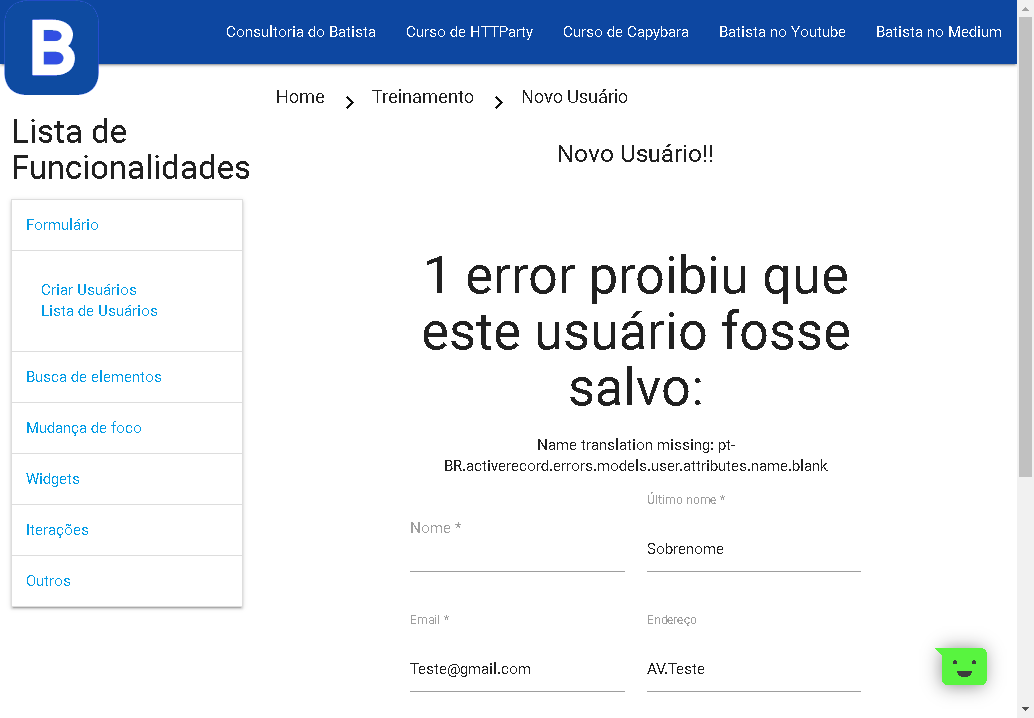 B
Consultoria do Batista
Curso de HTTParty
Curso de Capybara
Batista no Youtube
Batista no Medium
Home
Treinamento
Novo Usuário
Lista de
Funcionalidades
Formulário
Criar Usuários
Lista de Usuários
Busca de elementos
Mudança de foco
Widgets
Iterações
Outros
Novo Usuário!!
1 error proibiu que
este usuário fosse
salvo:
Name translation missing: pt-
BR.activerecord.errors.models.user.attributes.name.blank
Nome *
Último nome *
Sobrenome
Email *
Teste@gmail.com
Endereço
AV.Teste